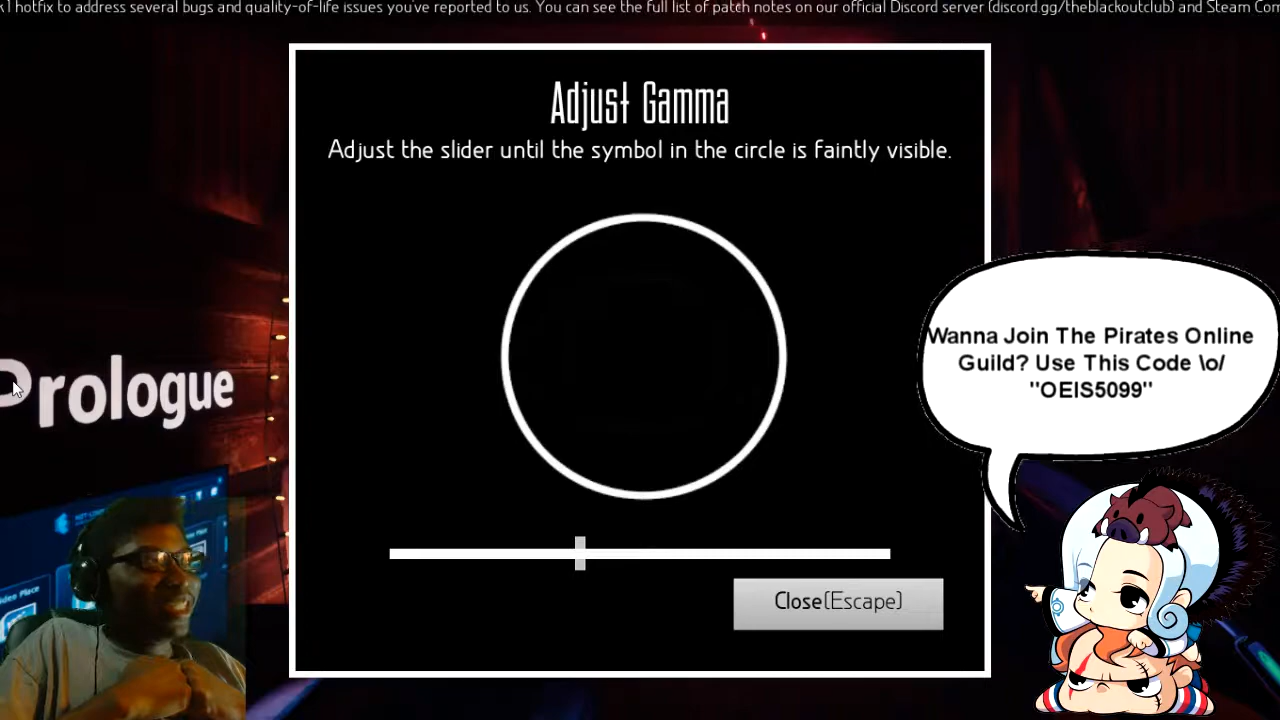 hotfix to address several bugs and quality-of-life issues you've reported to us. You can see the full list of patch notes on our official Discord server (discord.gg/theblackoutclub) and Steam Com
Adjust Gamma
Adjust the slider until the symbol in the circle is faintly visible.
Prologue
Wanna Join The Pirates Online
Guild? Use This Code \o/
"OEIS5099"
Close(Escape)